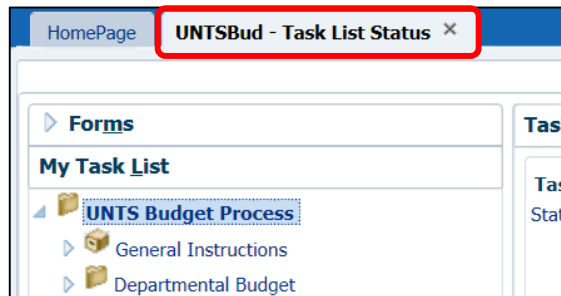 HomePage
UNTSBud - Task List Status ×
Forms
My Task List
UNTS Budget Process
General Instructions
Departmental Budget